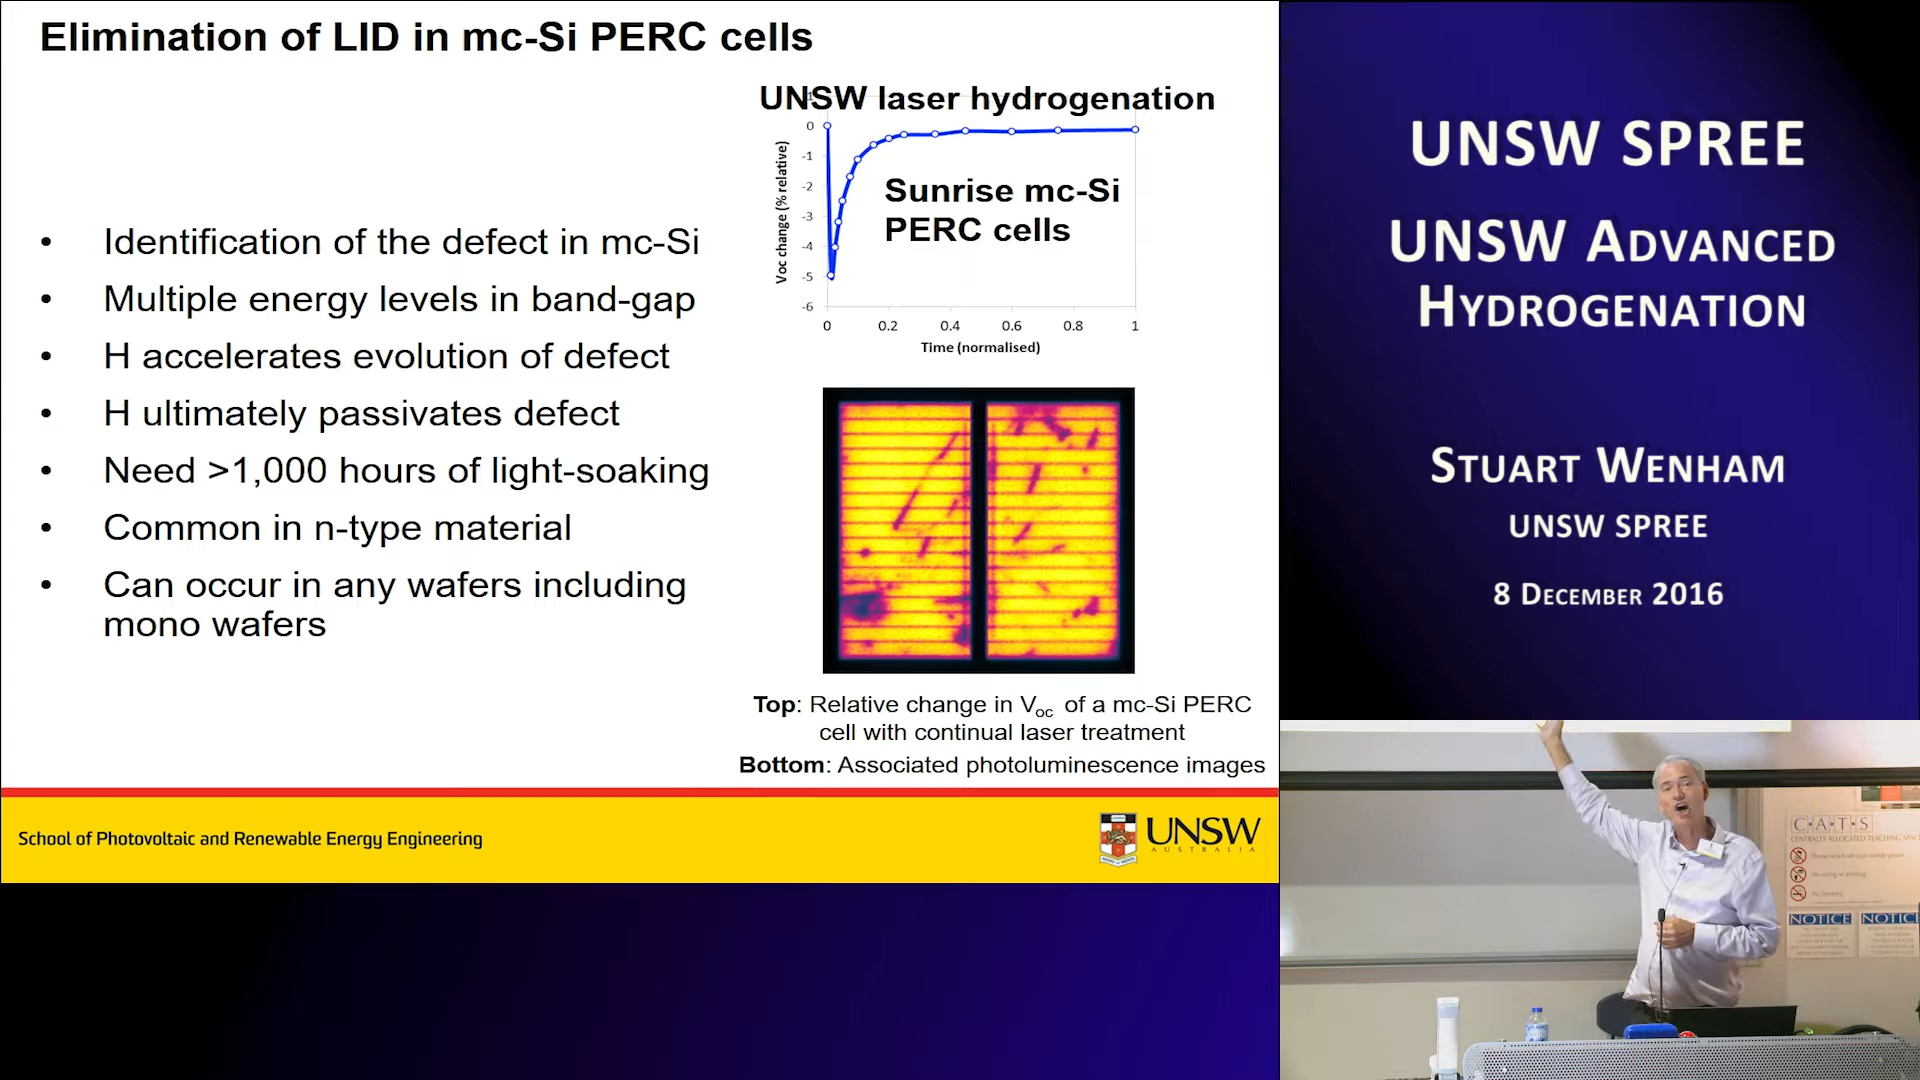 Elimination of LID in mc-Si PERC cells
UNSW laser hydrogenation
0
-1
-2
-3
-4
-5
-6
Voc change (% relative)
Sunrise mc-Si
PERC cells
0 0.2 0.4 0.6 0.8 1
Time (normalised)
• Identification of the defect in mc-Si
• Multiple energy levels in band-gap
• H accelerates evolution of defect
• H ultimately passivates defect
• Need >1,000 hours of light-soaking
• Common in n-type material
• Can occur in any wafers including
mono wafers
Top: Relative change in Voc of a mc-Si PERC
cell with continual laser treatment
Bottom: Associated photoluminescence images
School of Photovoltaic and Renewable Energy Engineering
UNSW
AUSTRALIA
UNSW SPREE
UNSW ADVANCED
HYDROGENATION
STUART WENHAM
UNSW SPREE
8 DECEMBER 2016
C·A·T·S
CENTRALLY ALLOCATED TEACHING SPAC
No Smoking
NOTICE NOTICE